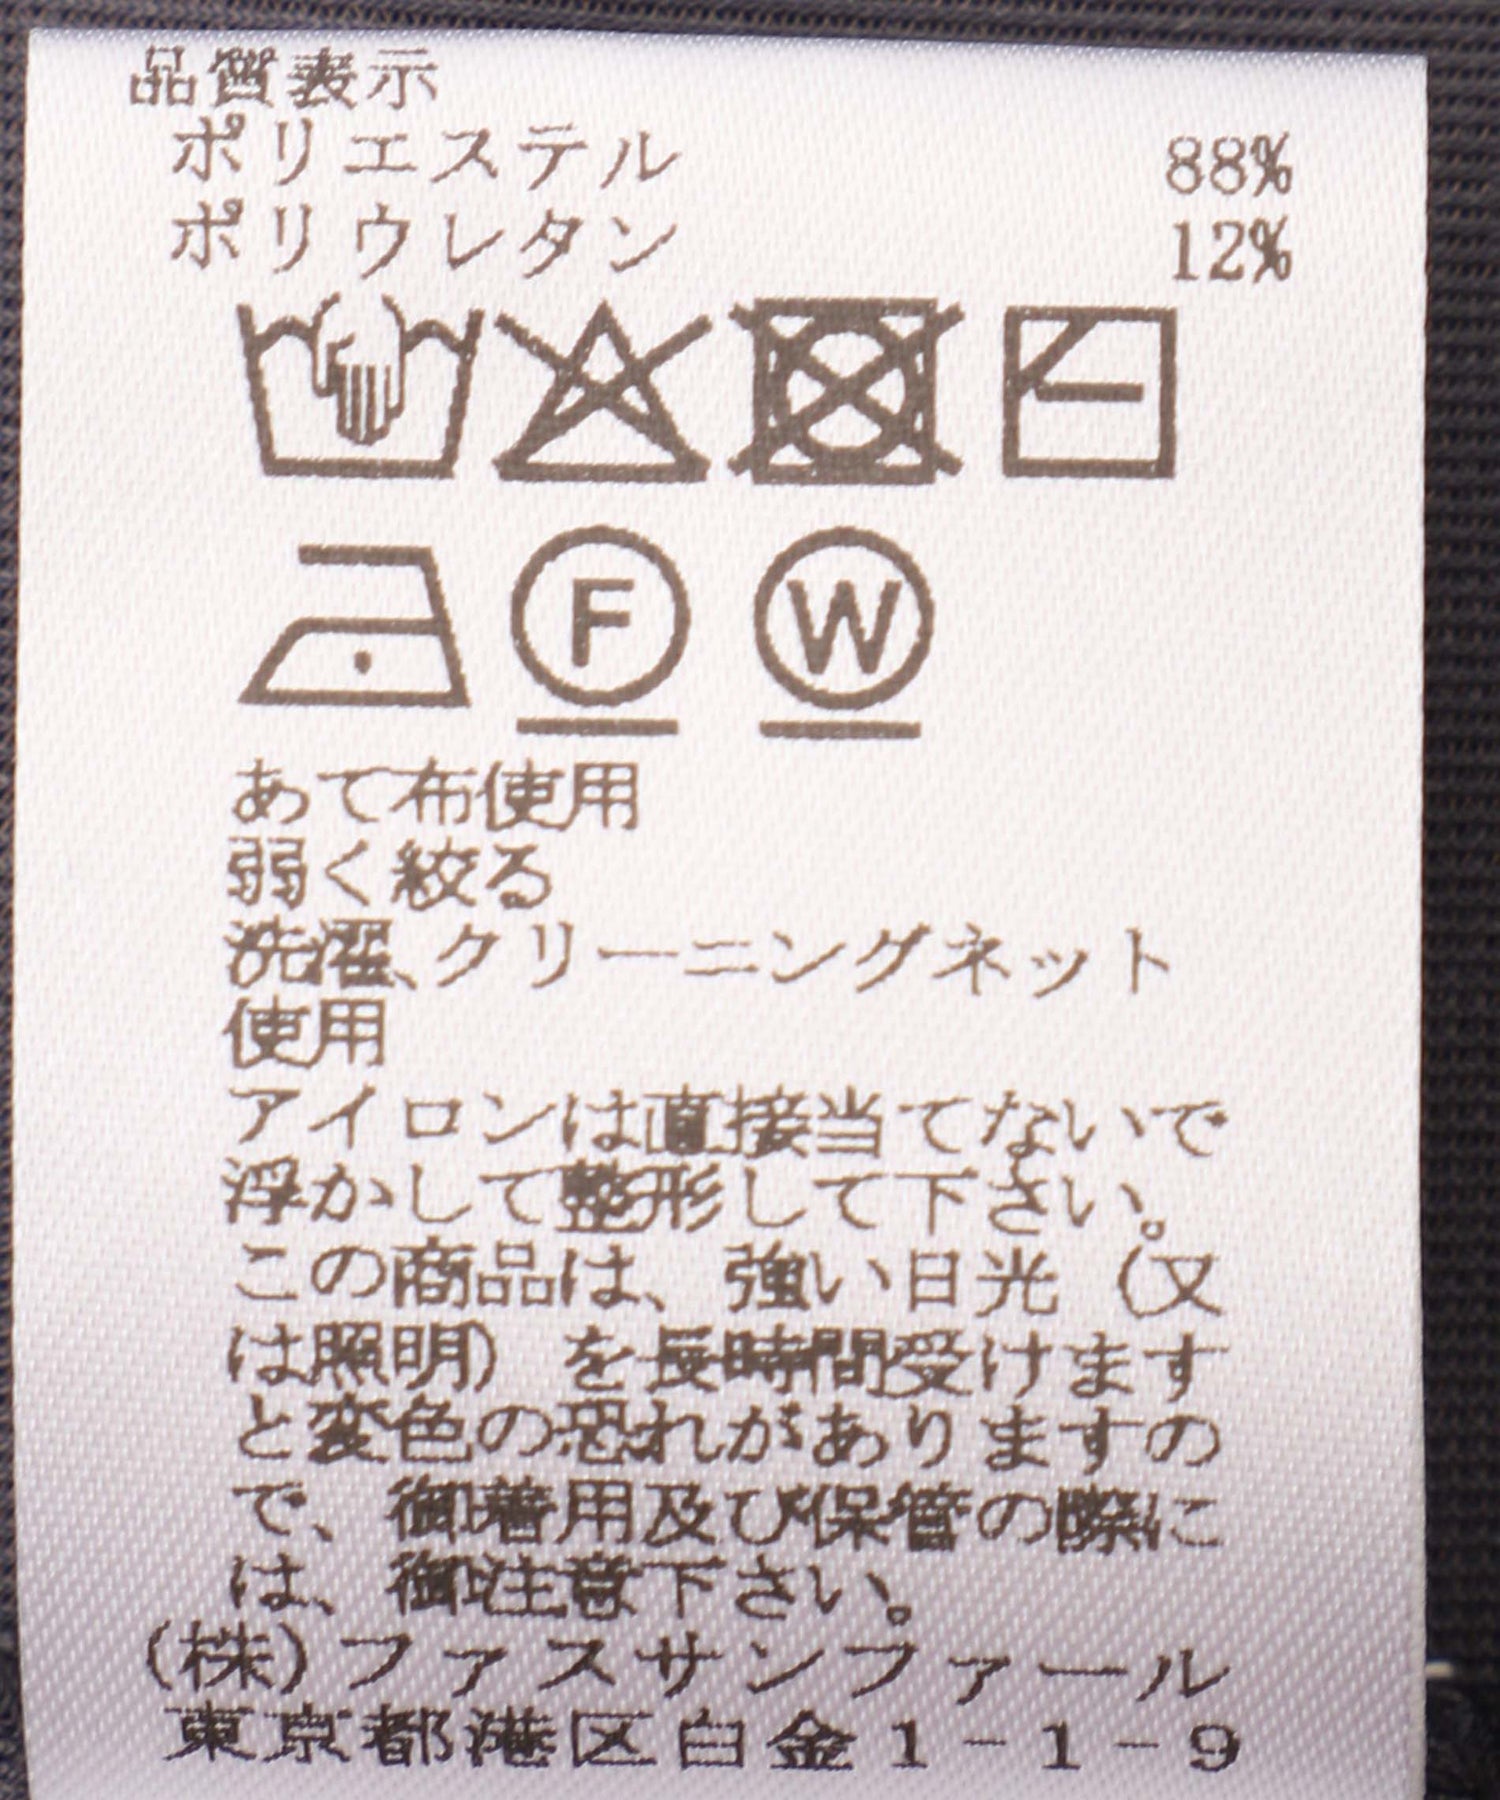 品質表示
ポリエステル 88%
ポリウレタン 12%
F W
あて布使用
弱く絞る
洗濯、クリーニングネット
使用
アイロンは直接当てないで
浮かして整形して下さい。
この商品は、強い日光（又
は照明）を長時間受けます
と変色の恐れがありますの
で、御着用及び保管の際に
は、御注意下さい。
(株)ファスサンファール
東京都港区白金1-1-9